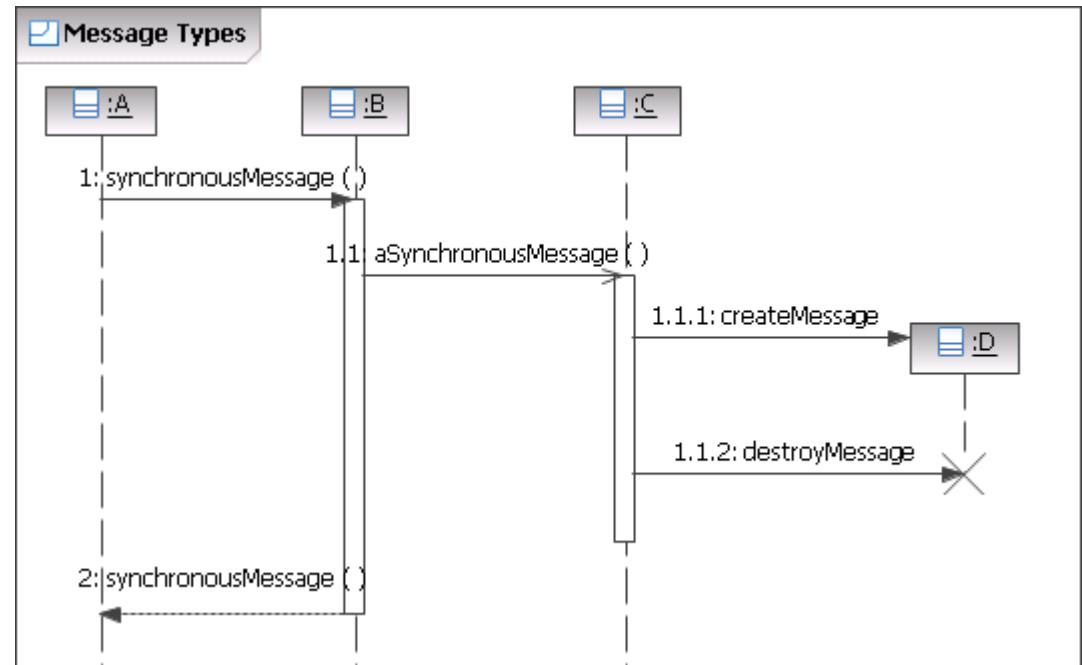 Message Types
:A
:B
:C
1: synchronousMessage ( )
1.1: aSynchronousMessage ( )
1.1.1: createMessage
:D
1.1.2: destroyMessage
2: synchronousMessage ( )